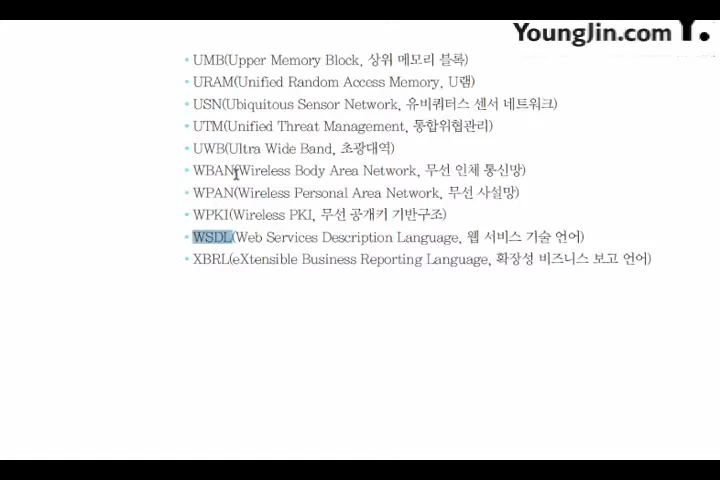 YoungJin.com Y.
• UMB(Upper Memory Block, 상위 메모리 블록)
• URAM(Unified Random Access Memory, U램)
• USN(Ubiquitous Sensor Network, 유비쿼터스 센서 네트워크)
• UTM(Unified Threat Management, 통합위협관리)
• UWB(Ultra Wide Band, 초광대역)
• WBAN(Wireless Body Area Network, 무선 인체 통신망)
• WPAN(Wireless Personal Area Network, 무선 사설망)
• WPKI(Wireless PKI, 무선 공개키 기반구조)
• WSDL(Web Services Description Language, 웹 서비스 기술 언어)
• XBRL(eXtensible Business Reporting Language, 확장성 비즈니스 보고 언어)